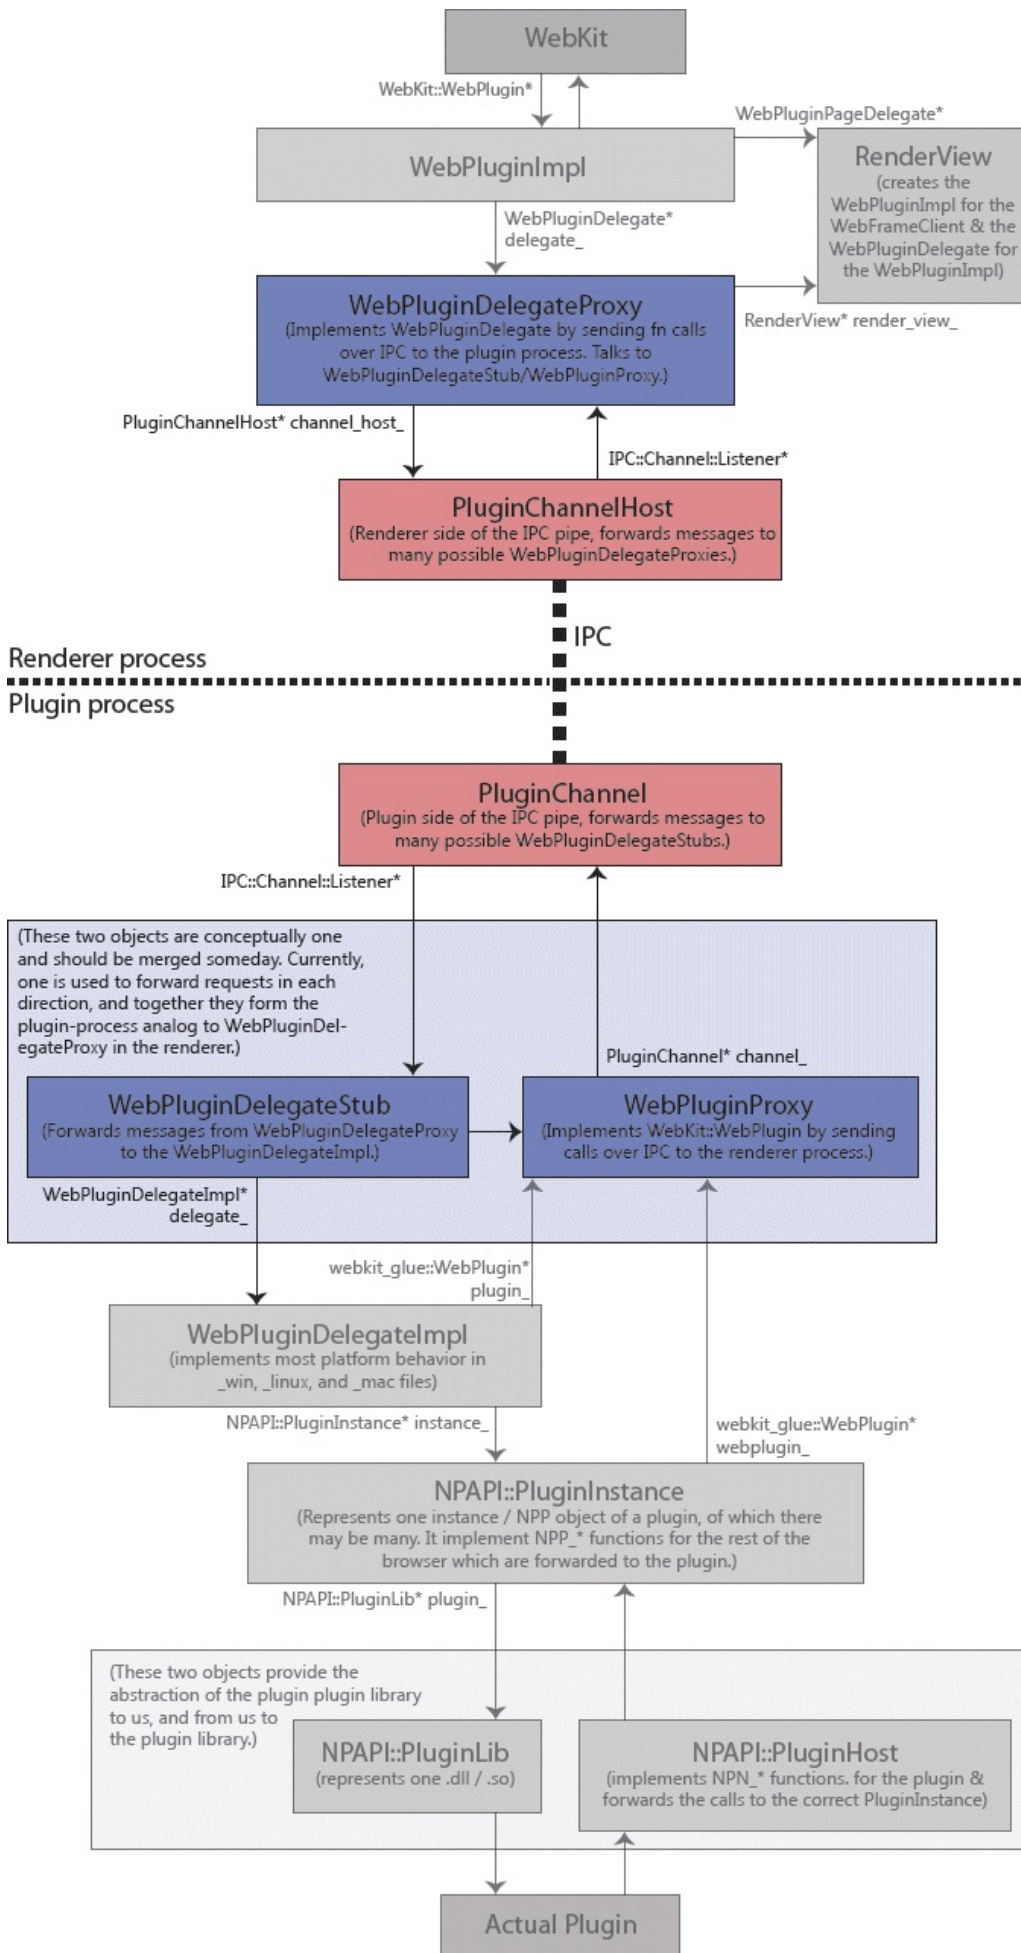 WebKit
WebKit::WebPlugin*
WebPluginPageDelegate*
WebPluginImpl
RenderView
(creates the
WebPluginImpl for the
WebFrameClient & the
WebPluginDelegate for
the WebPluginImpl)
WebPluginDelegate*
delegate_
WebPluginDelegateProxy
(Implements WebPluginDelegate by sending fn calls
over IPC to the plugin process. Talks to
WebPluginDelegateStub/WebPluginProxy.)
RenderView* render_view_
PluginChannelHost* channel_host_
IPC::Channel::Listener*
PluginChannelHost
(Renderer side of the IPC pipe, forwards messages to
many possible WebPluginDelegateProxies.)
IPC
Renderer process
Plugin process
PluginChannel
(Plugin side of the IPC pipe, forwards messages to
many possible WebPluginDelegateStubs.)
IPC::Channel::Listener*
(These two objects are conceptually one
and should be merged someday. Currently,
one is used to forward requests in each
direction, and together they form the
plugin-process analog to WebPluginDel-
egateProxy in the renderer.)
PluginChannel* channel_
WebPluginDelegateStub
(Forwards messages from WebPluginDelegateProxy
to the WebPluginDelegateImpl.)
WebPluginProxy
(Implements WebKit::WebPlugin by sending
calls over IPC to the renderer process.)
WebPluginDelegateImpl*
delegate_
webkit_glue::WebPlugin*
plugin_
WebPluginDelegateImpl
(implements most platform behavior in
_win, _linux, and _mac files)
NPAPI::PluginInstance* instance_
webkit_glue::WebPlugin*
webplugin_
NPAPI::PluginInstance
(Represents one instance / NPP object of a plugin, of which there
may be many. It implement NPP_* functions for the rest of the
browser which are forwarded to the plugin.)
NPAPI::PluginLib* plugin_
(These two objects provide the
abstraction of the plugin plugin library
to us, and from us to
the plugin library.)
NPAPI::PluginLib
(represents one .dll / .so)
NPAPI::PluginHost
(implements NPN_* functions. for the plugin &
forwards the calls to the correct PluginInstance)
Actual Plugin